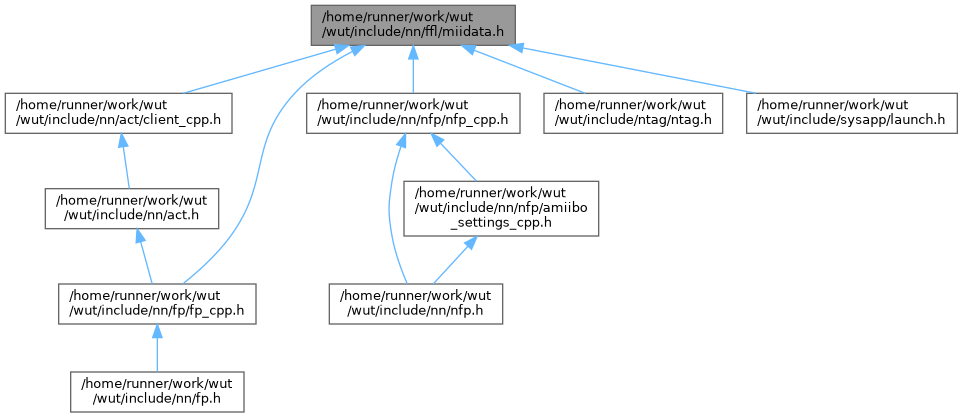 /home/runner/work/wut
/wut/include/nn/ffl/miidata.h
/home/runner/work/wut
/wut/include/nn/act/client_cpp.h
/home/runner/work/wut
/wut/include/nn/nfp/nfp_cpp.h
/home/runner/work/wut
/wut/include/ntag/ntag.h
/home/runner/work/wut
/wut/include/sysapp/launch.h
/home/runner/work/wut
/wut/include/nn/act.h
/home/runner/work/wut
/wut/include/nn/nfp/amiibo
_settings_cpp.h
/home/runner/work/wut
/wut/include/nn/fp/fp_cpp.h
/home/runner/work/wut
/wut/include/nn/nfp.h
/home/runner/work/wut
/wut/include/nn/fp.h